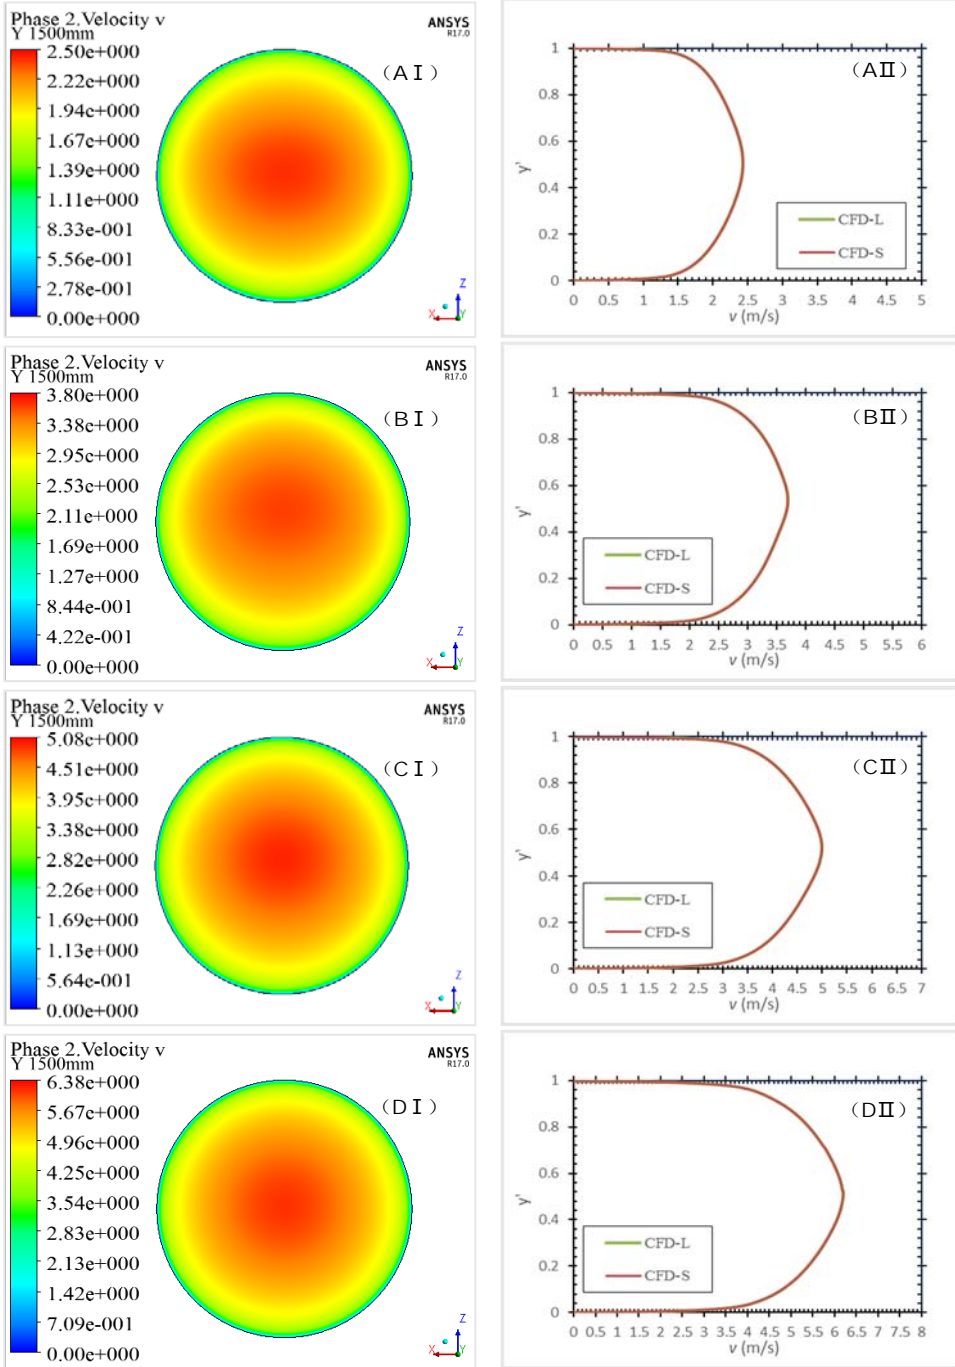 Phase 2.Velocity v
Y 1500mm
ANSYS
R17.0
(AⅠ)
2.50e+000
2.22e+000
1.94e+000
1.67e+000
1.39e+000
1.11e+000
8.33e-001
5.56e-001
2.78e-001
0.00e+000
Z
X
Y
(AⅡ)
1
0.8
0.6
0.4
0.2
0
y'
CFD-L
CFD-S
0 0.5 1 1.5 2 2.5 3 3.5 4 4.5 5
v (m/s)
Phase 2.Velocity v
Y 1500mm
ANSYS
R17.0
(BⅠ)
3.80e+000
3.38e+000
2.95e+000
2.53e+000
2.11e+000
1.69e+000
1.27e+000
8.44e-001
4.22e-001
0.00e+000
Z
X
Y
(BⅡ)
1
0.8
0.6
0.4
0.2
0
y'
CFD-L
CFD-S
0 0.5 1 1.5 2 2.5 3 3.5 4 4.5 5 5.5 6
v (m/s)
Phase 2.Velocity v
Y 1500mm
ANSYS
R17.0
(CⅠ)
5.08e+000
4.51e+000
3.95e+000
3.38e+000
2.82e+000
2.26e+000
1.69e+000
1.13e+000
5.64e-001
0.00e+000
Z
X
Y
(CⅡ)
1
0.8
0.6
0.4
0.2
0
y'
CFD-L
CFD-S
0 0.5 1 1.5 2 2.5 3 3.5 4 4.5 5 5.5 6 6.5 7
v (m/s)
Phase 2.Velocity v
Y 1500mm
ANSYS
R17.0
(DⅠ)
6.38e+000
5.67e+000
4.96e+000
4.25e+000
3.54e+000
2.83e+000
2.13e+000
1.42e+000
7.09e-001
0.00e+000
Z
X
Y
(DⅡ)
1
0.8
0.6
0.4
0.2
0
y'
CFD-L
CFD-S
0 0.5 1 1.5 2 2.5 3 3.5 4 4.5 5 5.5 6 6.5 7 7.5 8
v (m/s)